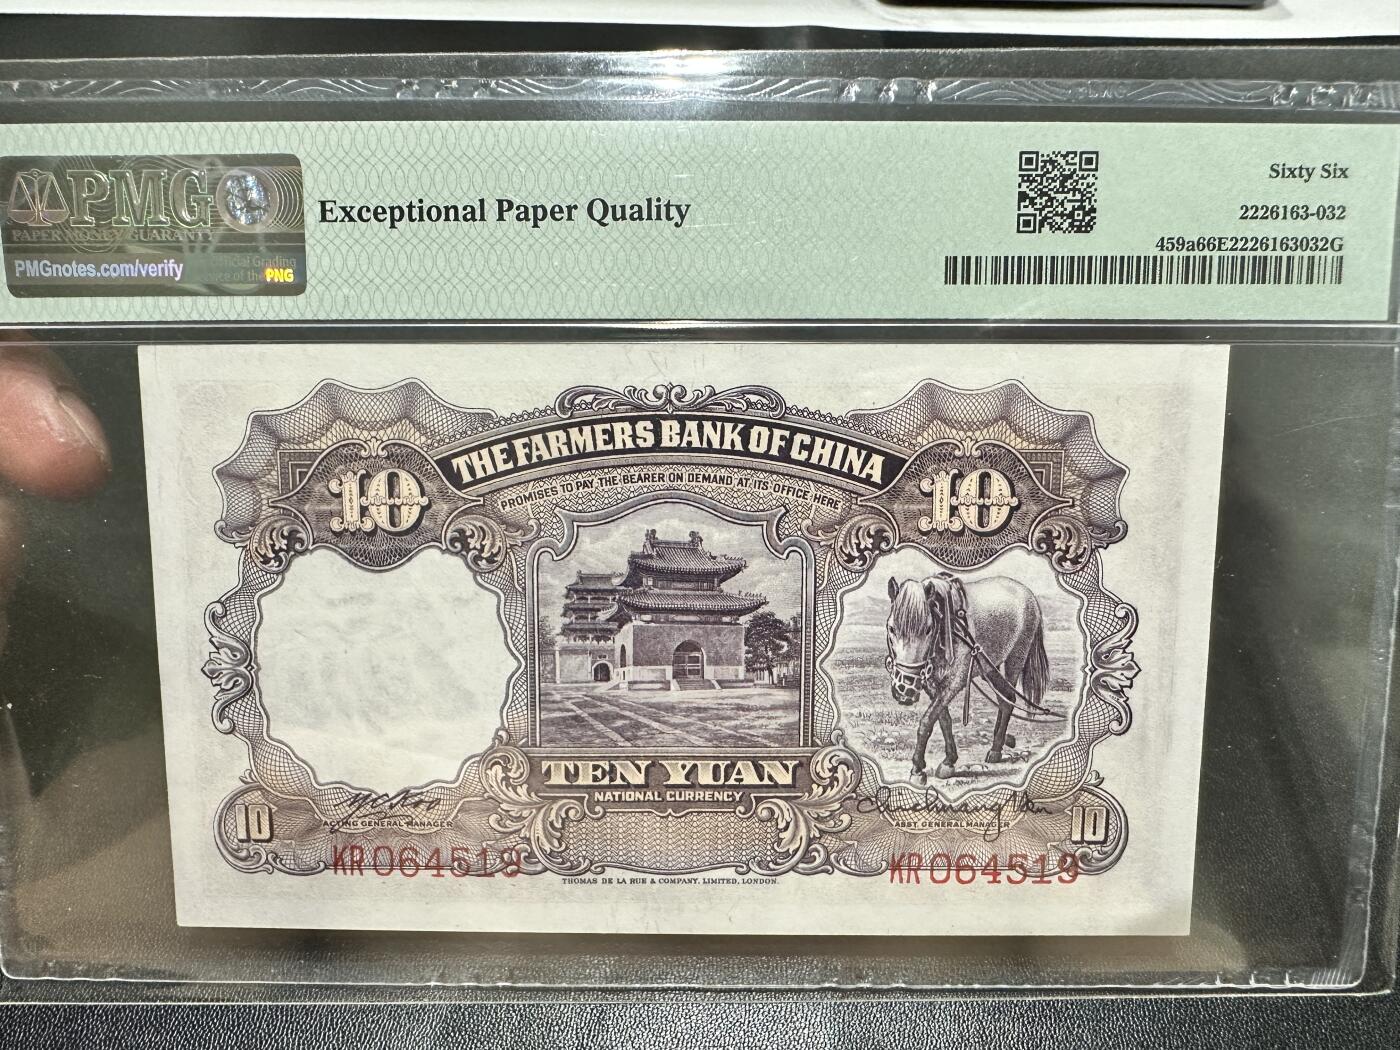 PMG
PAPER MONEY GUARANTY
PMGnotes.com/verify
Official Grading
Service of the PNG
Exceptional Paper Quality
Sixty Six
2226163-032
459a66E2226163032G
THE FARMERS BANK OF CHINA
PROMISES TO PAY THE BEARER ON DEMAND AT ITS OFFICE HERE
10
10
TEN YUAN
NATIONAL CURRENCY
ACTING GENERAL MANAGER
ASST. GENERAL MANAGER
10
10
KR064519
KR064519
THOMAS DE LA RUE & COMPANY, LIMITED, LONDON.